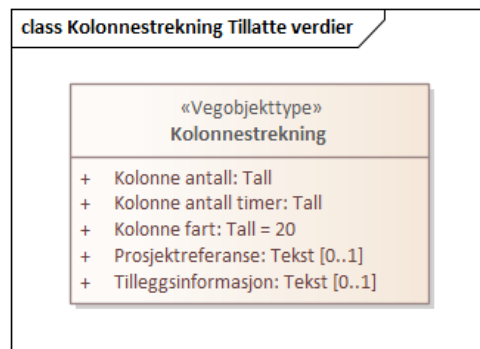 class Kolonnestrekning Tillatte verdier
«Vegobjekttype»
Kolonnestrekning
+ Kolonne antall: Tall
+ Kolonne antall timer: Tall
+ Kolonne fart: Tall = 20
+ Prosjektreferanse: Tekst [0..1]
+ Tilleggsinformasjon: Tekst [0..1]